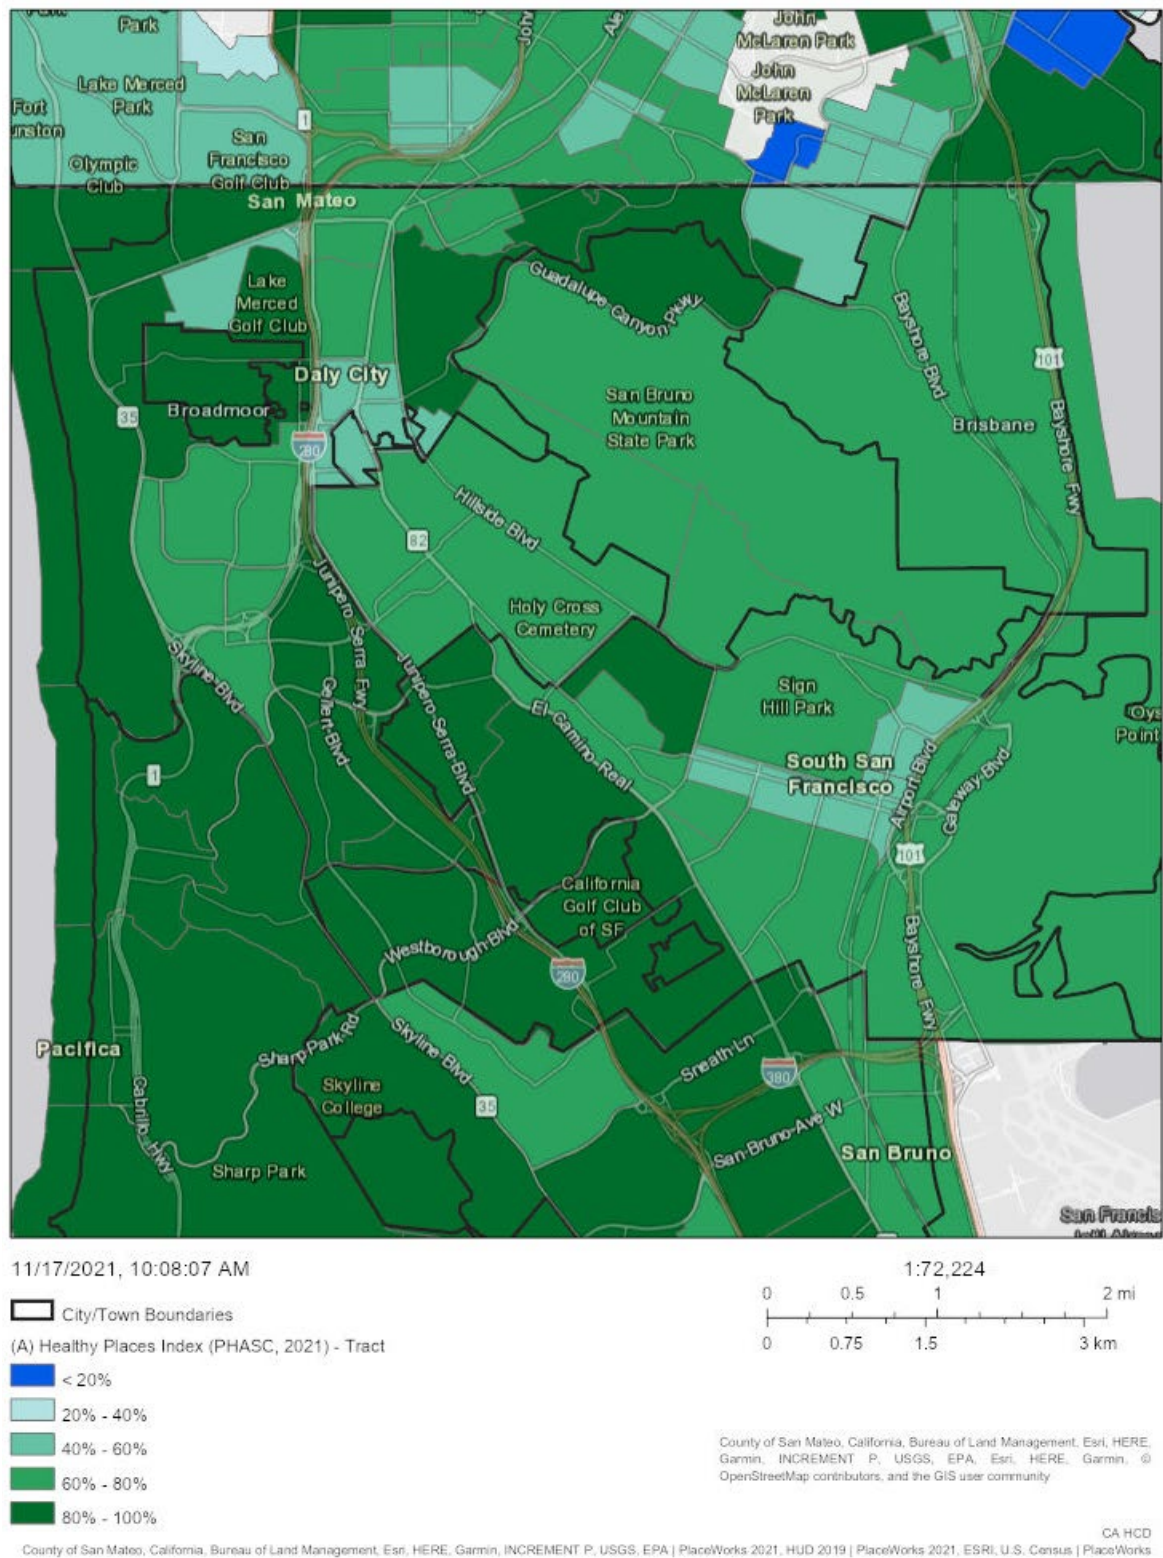 Park
Park
Lake Merced
Park
Fort
Olympic
Club
San
Francisco
Golf Club
1
John
McLaren Park
John
McLaren
Park
San Mateo
Lake
Merced
Golf Club
Guadalupe Canyon Pkwy
Daly City
Broadmoor
35
280
San Bruno
Mountain
State Park
Bayshore-Blvd
Brisbane
101
Bayshore Fwy
Hillside Blvd
82
Holy Cross
Cemetery
Junipero Serra Fwy
Junipero-Serra-Blvd
Skyline-Blvd
Gellert-Blvd
El-Camino-Real
Sign
Hill Park
South San
Francisco
Airport Blvd
Gateway Blvd
Point
1
101
California
Golf Club
of SF
Westborough-Blvd
280
Bayshore Fwy
Pacifica
Sharp-Park-Rd
Skyline Blvd
Skyline
College
35
Sneath-Ln
380
San-Bruno-Ave W
San Bruno
Cabrillo Hwy
Sharp Park
11/17/2021, 10:08:07 AM
1:72,224
0 0.5 1 2 mi
0 0.75 1.5 3 km
City/Town Boundaries
(A) Healthy Places Index (PHASC, 2021) - Tract
< 20%
20% - 40%
40% - 60%
60% - 80%
80% - 100%
County of San Mateo, California, Bureau of Land Management, Esri, HERE,
Garmin, INCREMENT P, USGS, EPA, Esri, HERE, Garmin, ©
OpenStreetMap contributors, and the GIS user community
CA HCD
County of San Mateo, California, Bureau of Land Management, Esri, HERE, Garmin, INCREMENT P, USGS, EPA | PlaceWorks 2021, HUD 2019 | PlaceWorks 2021, ESRI, U.S. Census | PlaceWorks